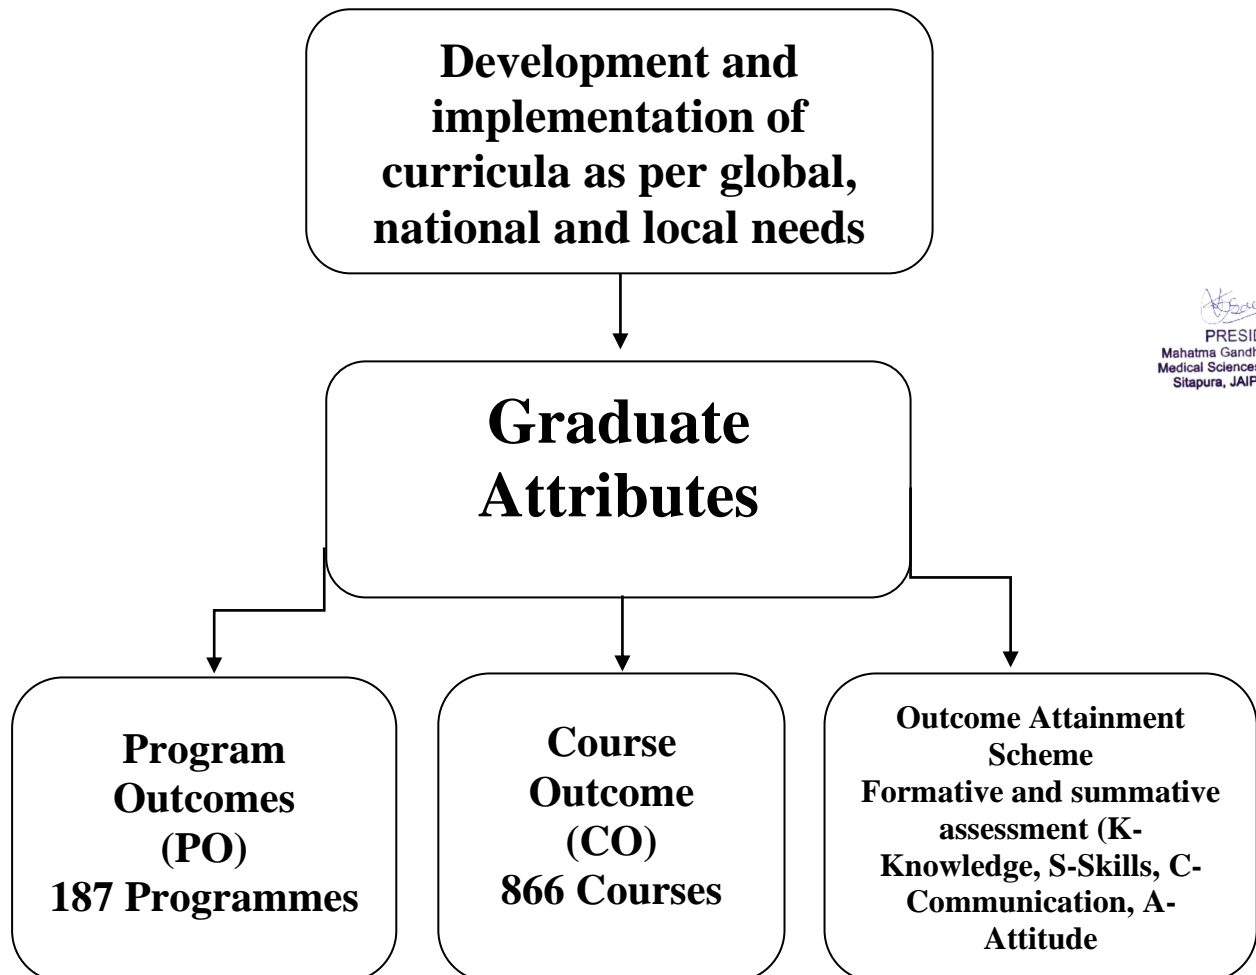 Development and
implementation of
curricula as per global,
national and local needs
PRESI
Mahatma Gandh
Medical Sciences
Sitapura, JAIP
Graduate
Attributes
Program
Outcomes
(PO)
187 Programmes
Course
Outcome
(CO)
866 Courses
Outcome Attainment
Scheme
Formative and summative
assessment (K-
Knowledge, S-Skills, C-
Communication, A-
Attitude